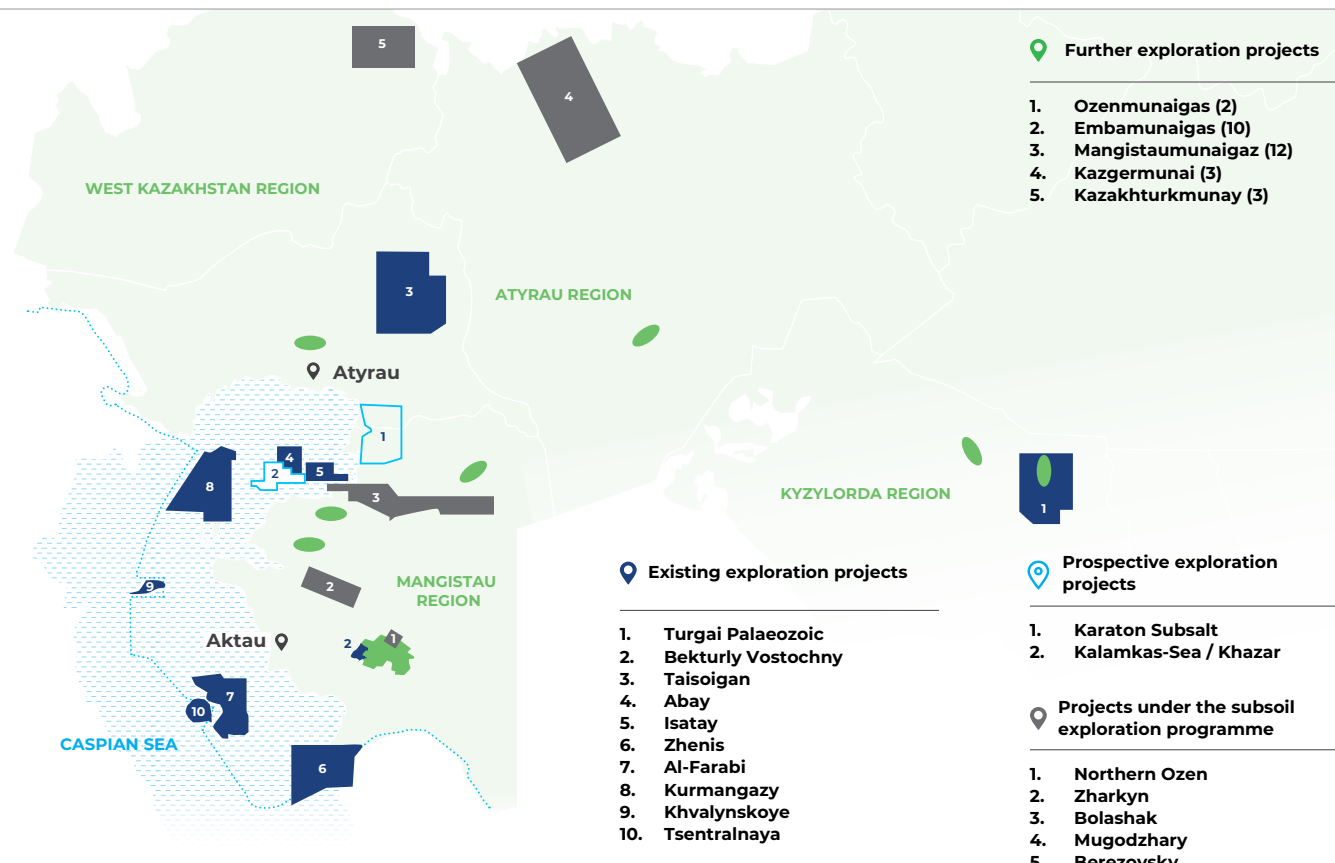 5
4
WEST KAZAKHSTAN REGION
3
ATYRAU REGION
Atyrau
1
4
2
5
8
3
KYZYLORDA REGION
1
9
2
MANGISTAU
REGION
Aktau
1
2
7
10
CASPIAN SEA
6
Further exploration projects
1. Ozenmunaigas (2)
2. Embamunaigas (10)
3. Mangistaumunaigaz (12)
4. Kazgermunai (3)
5. Kazakhturkmunay (3)
Existing exploration projects
1. Turgai Palaeozoic
2. Bekturly Vostochny
3. Taisoigan
4. Abay
5. Isatay
6. Zhenis
7. Al-Farabi
8. Kurmangazy
9. Khvalynskoye
10. Tsentralnaya
Prospective exploration
projects
1. Karaton Subsalt
2. Kalamkas-Sea / Khazar
Projects under the subsoil
exploration programme
1. Northern Ozen
2. Zharkyn
3. Bolashak
4. Mugodzhary
5. Berezovsky